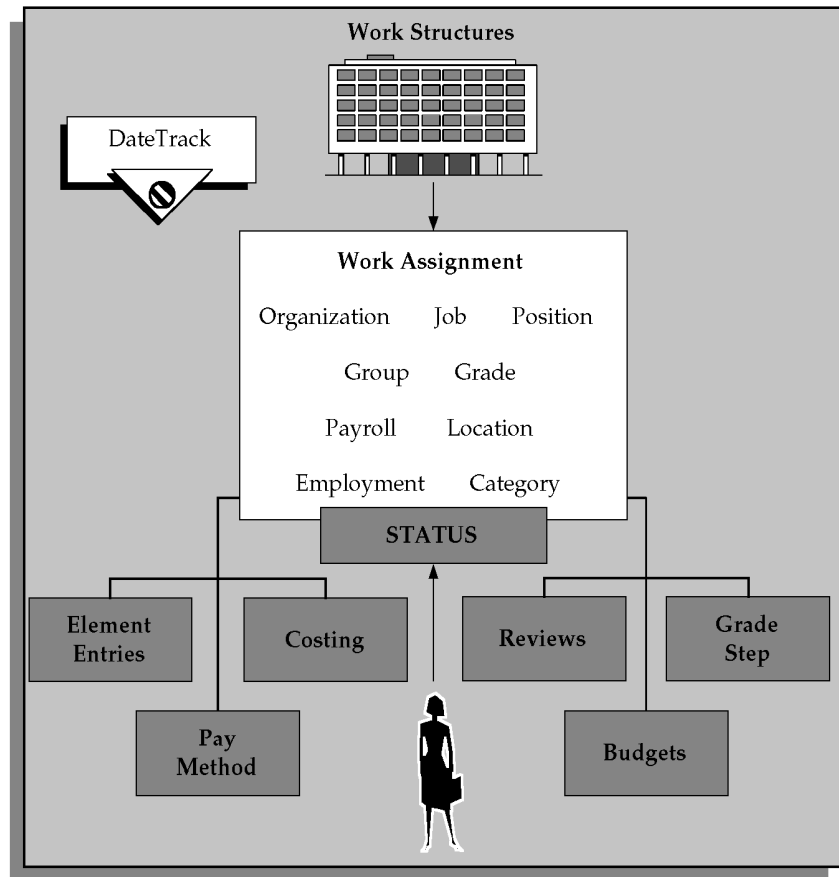 Work Structures
DateTrack
Work Assignment
Organization Job Position
Group Grade
Payroll Location
Employment Category
STATUS
Element
Entries
Costing
Reviews
Grade
Step
Pay
Method
Budgets